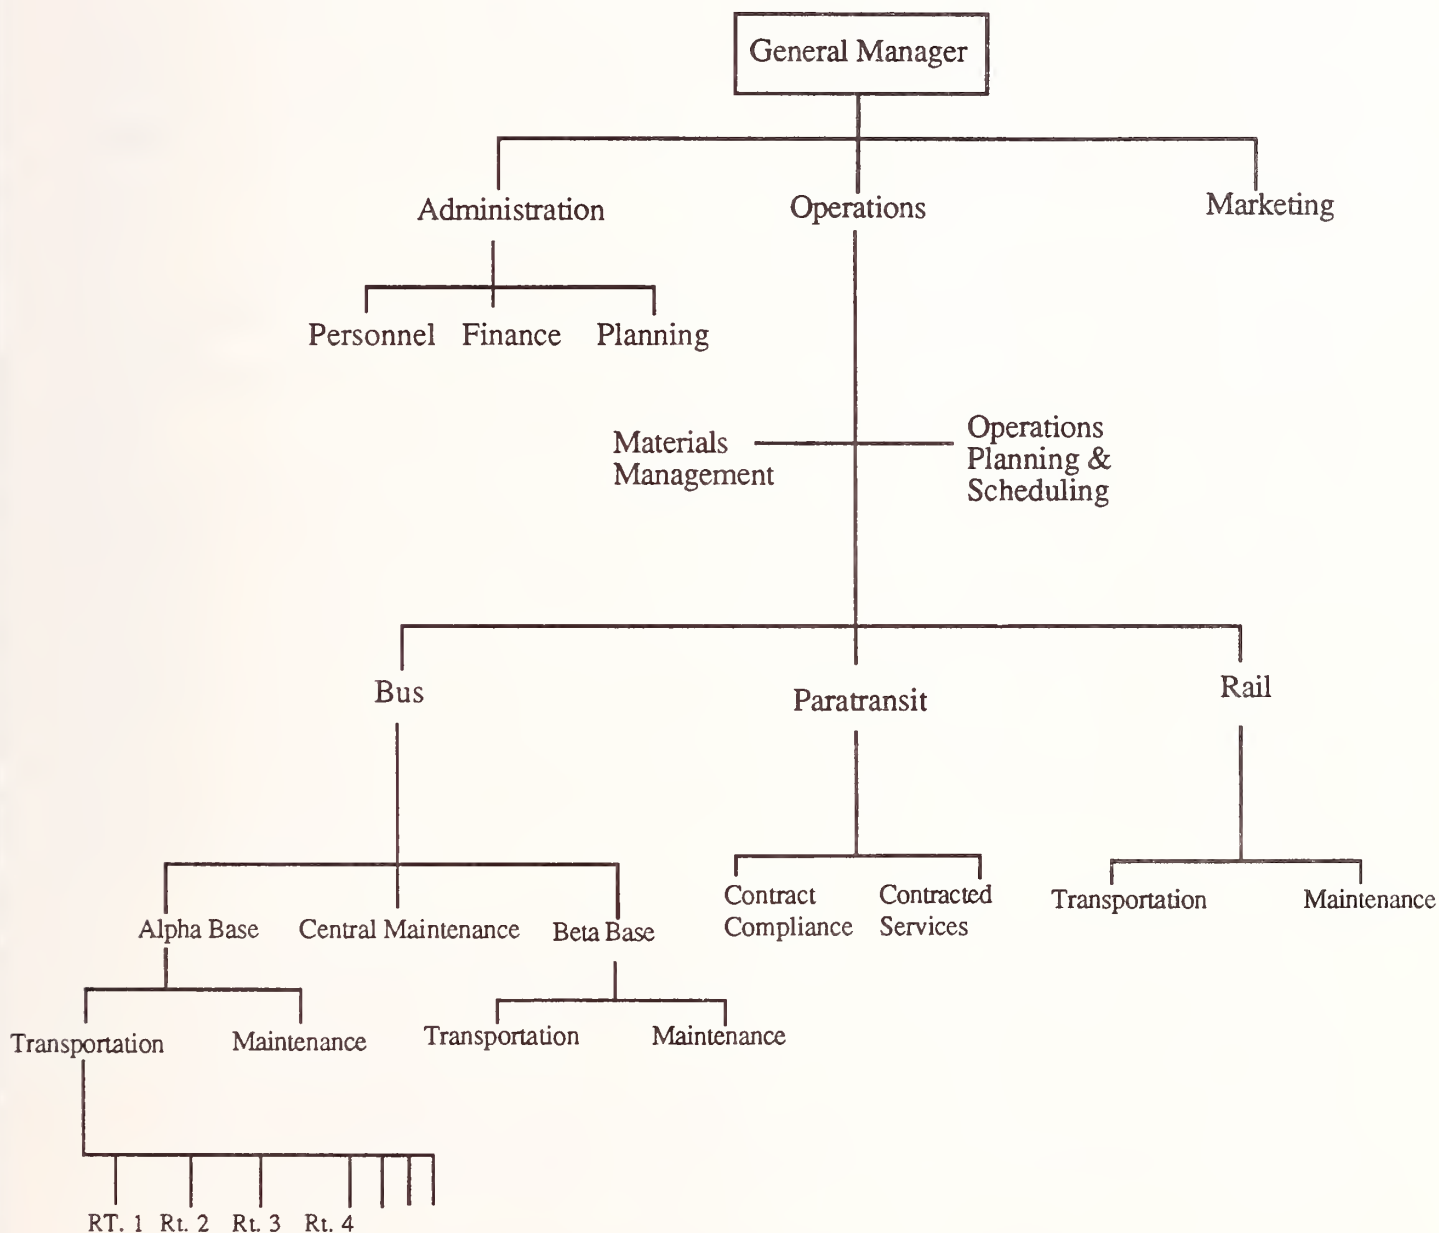 General Manager
Administration
Operations
Marketing
Personnel
Finance
Planning
Materials
Management
Operations
Planning &
Scheduling
Bus
Paratransit
Rail
Alpha Base
Central Maintenance
Beta Base
Contract
Compliance
Contracted
Services
Transportation
Maintenance
Transportation
Maintenance
Transportation
Maintenance
RT. 1
Rt. 2
Rt. 3
Rt. 4